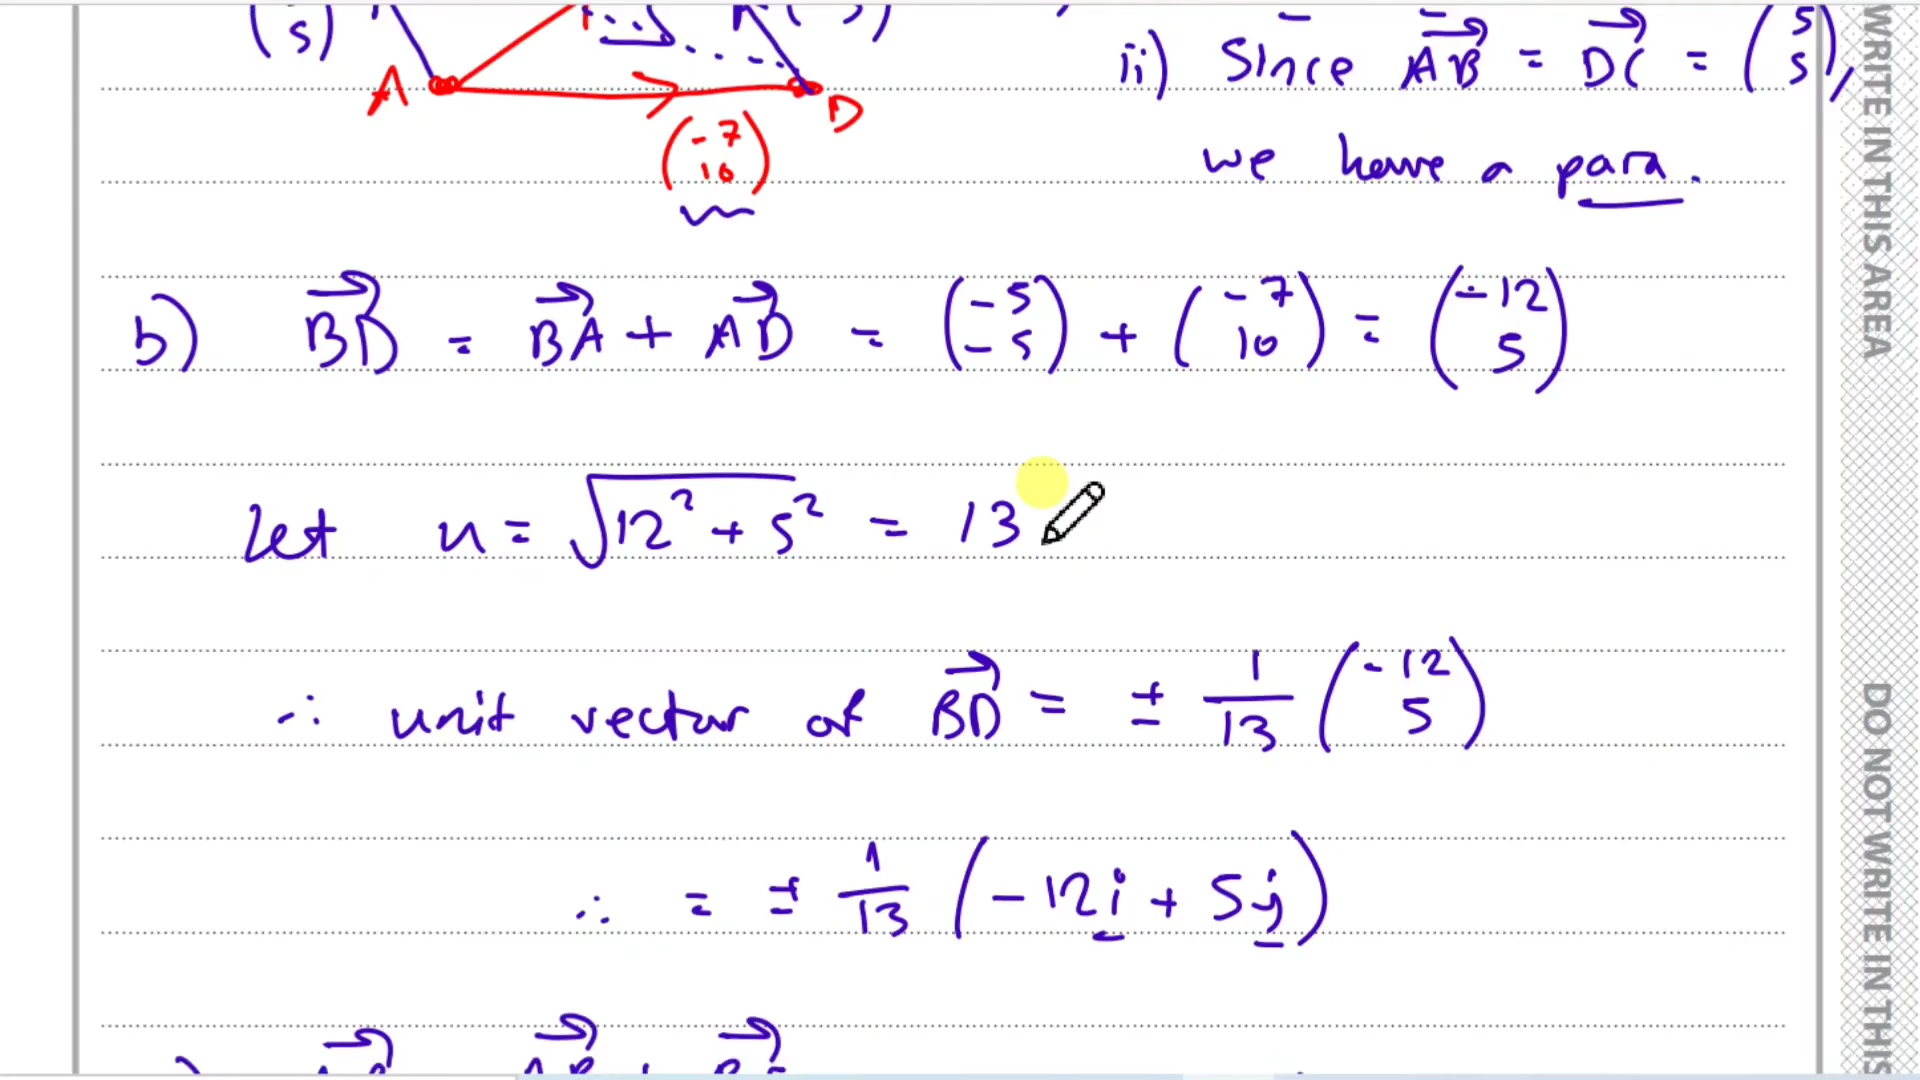 ii) Since AB = DC = (5 5),
A
D
(-7 10)
we have a para.
b) BD = BA + AD = (-5 -5) + (-7 10) = (-12 5)
Let u = √12² + 5² = 13
∴ unit vector of BD = ± 1/13 (-12 5)
∴ = ± 1/13 (-12i + 5j)
WRITE IN THIS AREA
DO NOT WRITE IN THIS